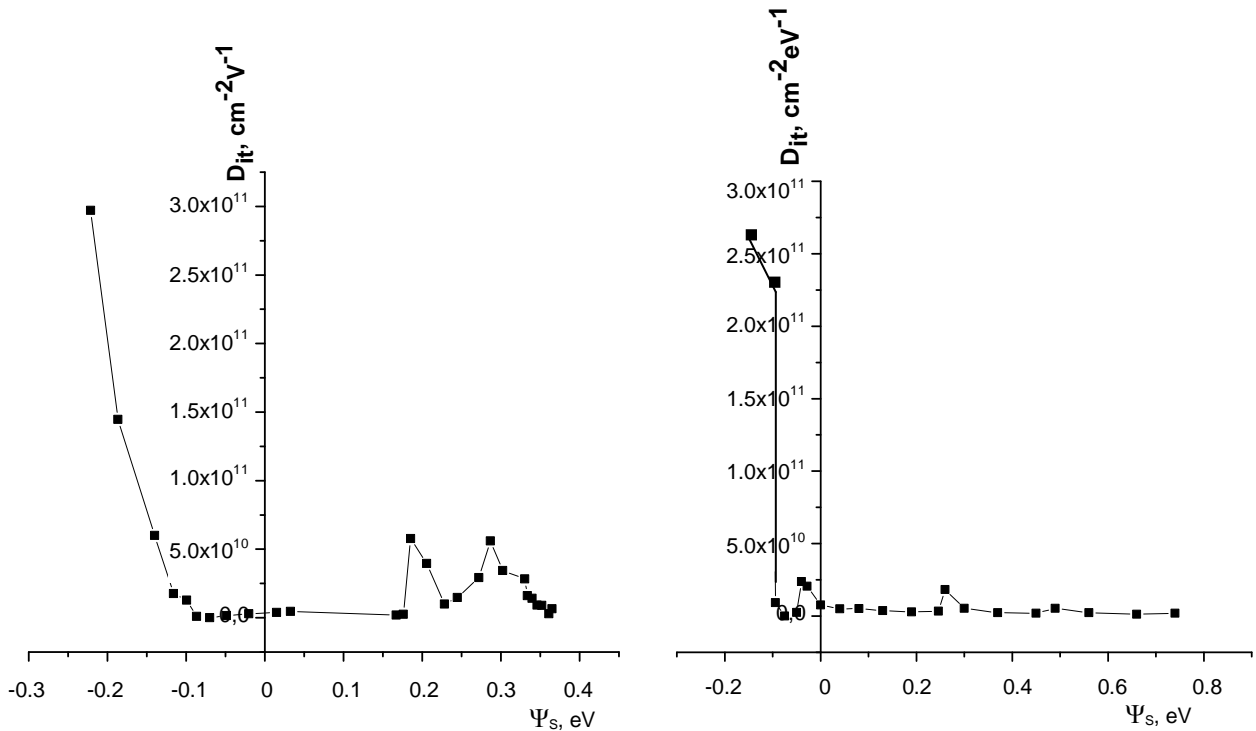 D_it, cm^-2V^-1
3.0x10^11
2.5x10^11
2.0x10^11
1.5x10^11
1.0x10^11
5.0x10^10
0,0
-0.3 -0.2 -0.1 0 0.1 0.2 0.3 0.4
Ψ_s, eV
D_it, cm^-2eV^-1
3.0x10^11
2.5x10^11
2.0x10^11
1.5x10^11
1.0x10^11
5.0x10^10
0,0
-0.2 0 0.2 0.4 0.6 0.8
Ψ_s, eV